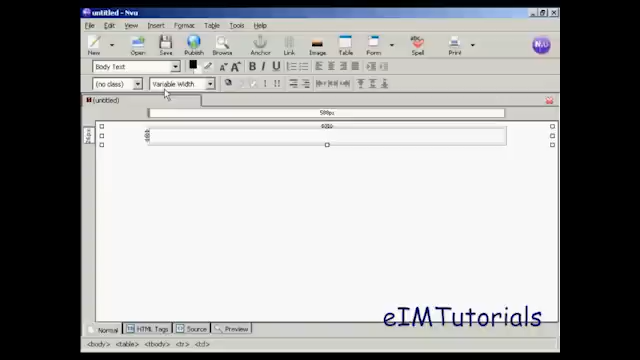 untitled - Nvu
File Edit View Insert Format Table Tools Help
New Open Save Publish Browse Anchor Link Image Table Form Spell Print
NVU
Body Text
(no class) Variable Width
(untitled)
500px
eIMTutorials
Normal HTML Tags Source Preview
<body> <table> <tbody> <tr> <td>